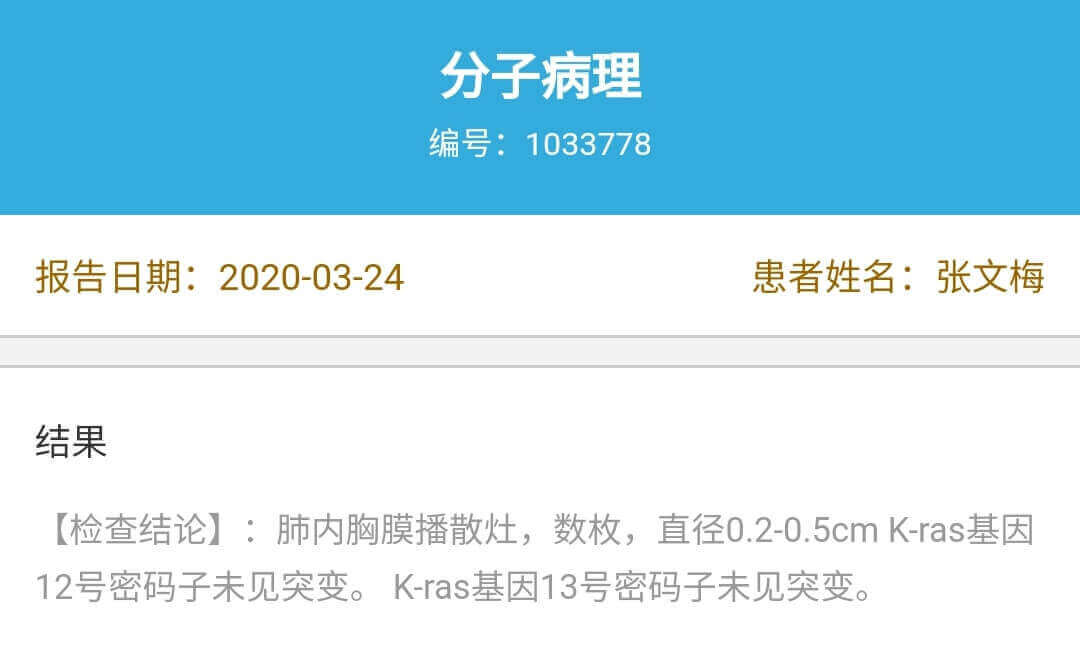 分子病理
编号：1033778
报告日期：2020-03-24
患者姓名：张文梅
结果
【检查结论】：肺内胸膜播散灶，数枚，直径0.2-0.5cm K-ras基因
12号密码子未见突变。 K-ras基因13号密码子未见突变。